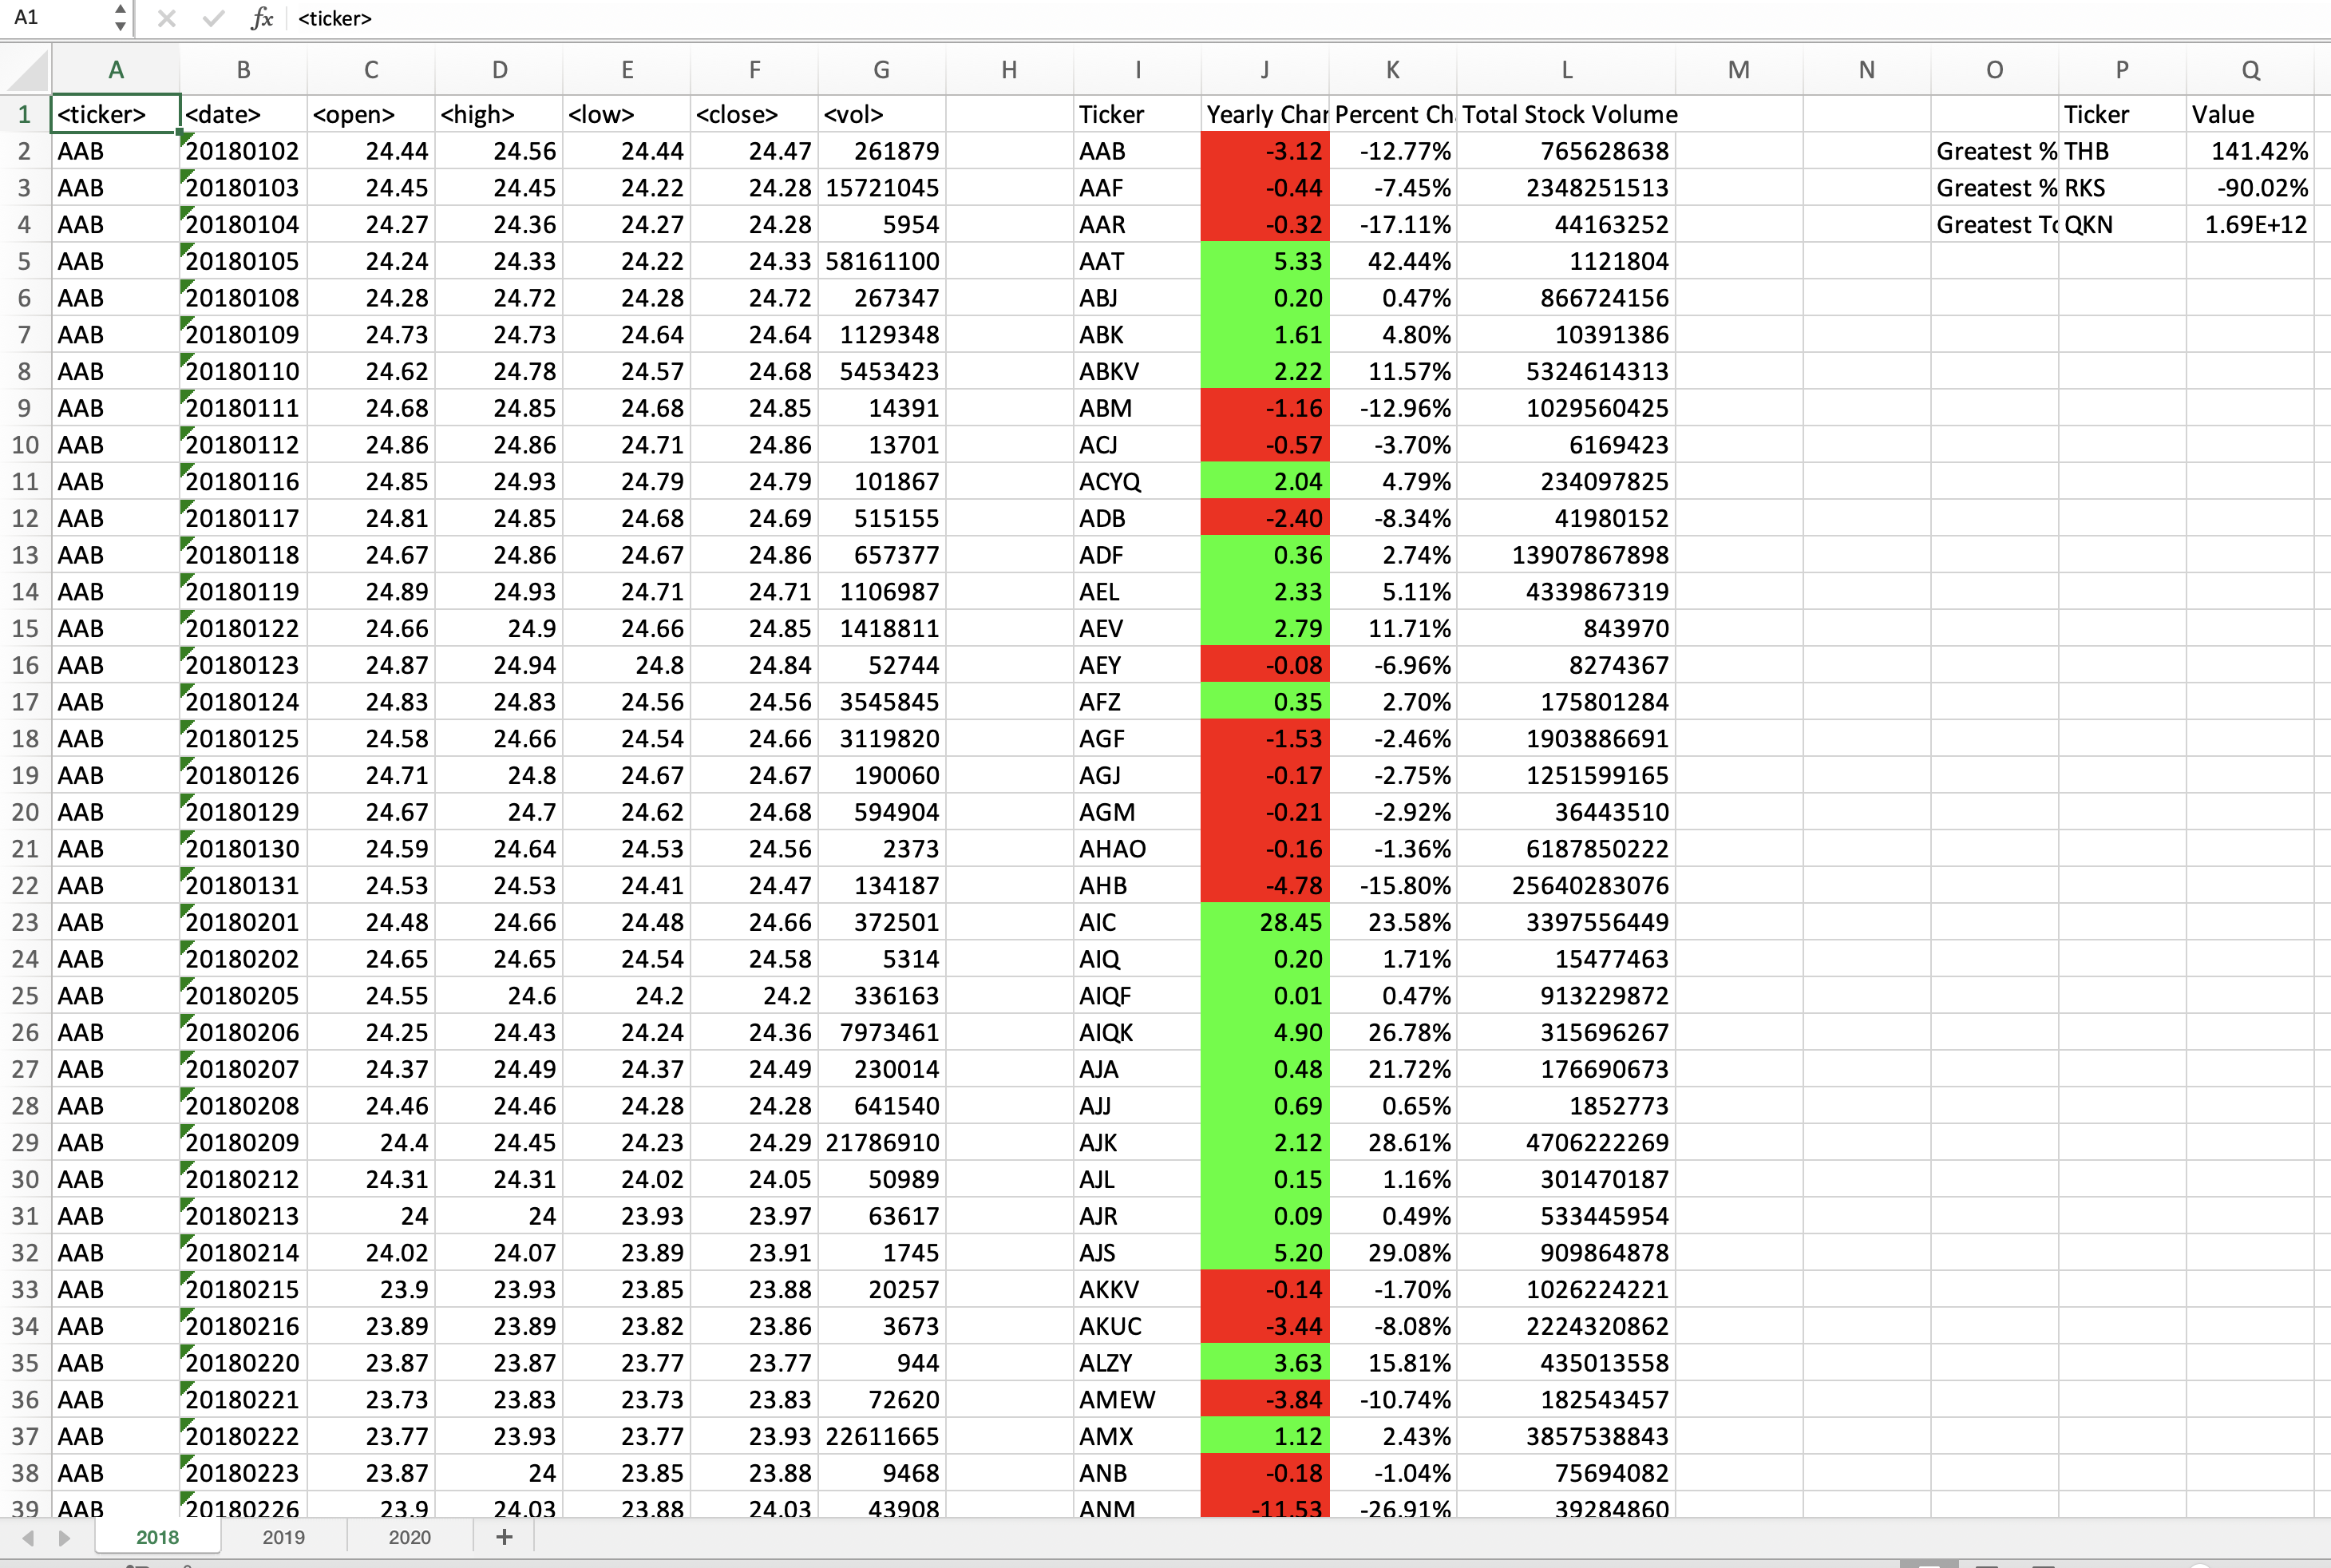 A1 fx <ticker>
A B C D E F G H I J K L M N O P Q
1 <ticker> <date> <open> <high> <low> <close> <vol> Ticker Yearly Char Percent Ch Total Stock Volume Ticker Value
2 AAB 20180102 24.44 24.56 24.44 24.47 261879 AAB -3.12 -12.77% 765628638 Greatest % THB 141.42%
3 AAB 20180103 24.45 24.45 24.22 24.28 15721045 AAF -0.44 -7.45% 2348251513 Greatest % RKS -90.02%
4 AAB 20180104 24.27 24.36 24.27 24.28 5954 AAR -0.32 -17.11% 44163252 Greatest To QKN 1.69E+12
5 AAB 20180105 24.24 24.33 24.22 24.33 58161100 AAT 5.33 42.44% 1121804
6 AAB 20180108 24.28 24.72 24.28 24.72 267347 ABJ 0.20 0.47% 866724156
7 AAB 20180109 24.73 24.73 24.64 24.64 1129348 ABK 1.61 4.80% 10391386
8 AAB 20180110 24.62 24.78 24.57 24.68 5453423 ABKV 2.22 11.57% 5324614313
9 AAB 20180111 24.68 24.85 24.68 24.85 14391 ABM -1.16 -12.96% 1029560425
10 AAB 20180112 24.86 24.86 24.71 24.86 13701 ACJ -0.57 -3.70% 6169423
11 AAB 20180116 24.85 24.93 24.79 24.79 101867 ACYQ 2.04 4.79% 234097825
12 AAB 20180117 24.81 24.85 24.68 24.69 515155 ADB -2.40 -8.34% 41980152
13 AAB 20180118 24.67 24.86 24.67 24.86 657377 ADF 0.36 2.74% 13907867898
14 AAB 20180119 24.89 24.93 24.71 24.71 1106987 AEL 2.33 5.11% 4339867319
15 AAB 20180122 24.66 24.9 24.66 24.85 1418811 AEV 2.79 11.71% 843970
16 AAB 20180123 24.87 24.94 24.8 24.84 52744 AEY -0.08 -6.96% 8274367
17 AAB 20180124 24.83 24.83 24.56 24.56 3545845 AFZ 0.35 2.70% 175801284
18 AAB 20180125 24.58 24.66 24.54 24.66 3119820 AGF -1.53 -2.46% 1903886691
19 AAB 20180126 24.71 24.8 24.67 24.67 190060 AGJ -0.17 -2.75% 1251599165
20 AAB 20180129 24.67 24.7 24.62 24.68 594904 AGM -0.21 -2.92% 36443510
21 AAB 20180130 24.59 24.64 24.53 24.56 2373 AHAO -0.16 -1.36% 6187850222
22 AAB 20180131 24.53 24.53 24.41 24.47 134187 AHB -4.78 -15.80% 25640283076
23 AAB 20180201 24.48 24.66 24.48 24.66 372501 AIC 28.45 23.58% 3397556449
24 AAB 20180202 24.65 24.65 24.54 24.58 5314 AIQ 0.20 1.71% 15477463
25 AAB 20180205 24.55 24.6 24.2 24.2 336163 AIQF 0.01 0.47% 913229872
26 AAB 20180206 24.25 24.43 24.24 24.36 7973461 AIQK 4.90 26.78% 315696267
27 AAB 20180207 24.37 24.49 24.37 24.49 230014 AJA 0.48 21.72% 176690673
28 AAB 20180208 24.46 24.46 24.28 24.28 641540 AJJ 0.69 0.65% 1852773
29 AAB 20180209 24.4 24.45 24.23 24.29 21786910 AJK 2.12 28.61% 4706222269
30 AAB 20180212 24.31 24.31 24.02 24.05 50989 AJL 0.15 1.16% 301470187
31 AAB 20180213 24 24 23.93 23.97 63617 AJR 0.09 0.49% 533445954
32 AAB 20180214 24.02 24.07 23.89 23.91 1745 AJS 5.20 29.08% 909864878
33 AAB 20180215 23.9 23.93 23.85 23.88 20257 AKKV -0.14 -1.70% 1026224221
34 AAB 20180216 23.89 23.89 23.82 23.86 3673 AKUC -3.44 -8.08% 2224320862
35 AAB 20180220 23.87 23.87 23.77 23.77 944 ALZY 3.63 15.81% 435013558
36 AAB 20180221 23.73 23.83 23.73 23.83 72620 AMEW -3.84 -10.74% 182543457
37 AAB 20180222 23.77 23.93 23.77 23.93 22611665 AMX 1.12 2.43% 3857538843
38 AAB 20180223 23.87 24 23.85 23.88 9468 ANB -0.18 -1.04% 75694082
39 AAB 20180226 23.9 24.03 23.88 24.03 43908 ANM -11.53 -26.91% 39284860
2018 2019 2020 +